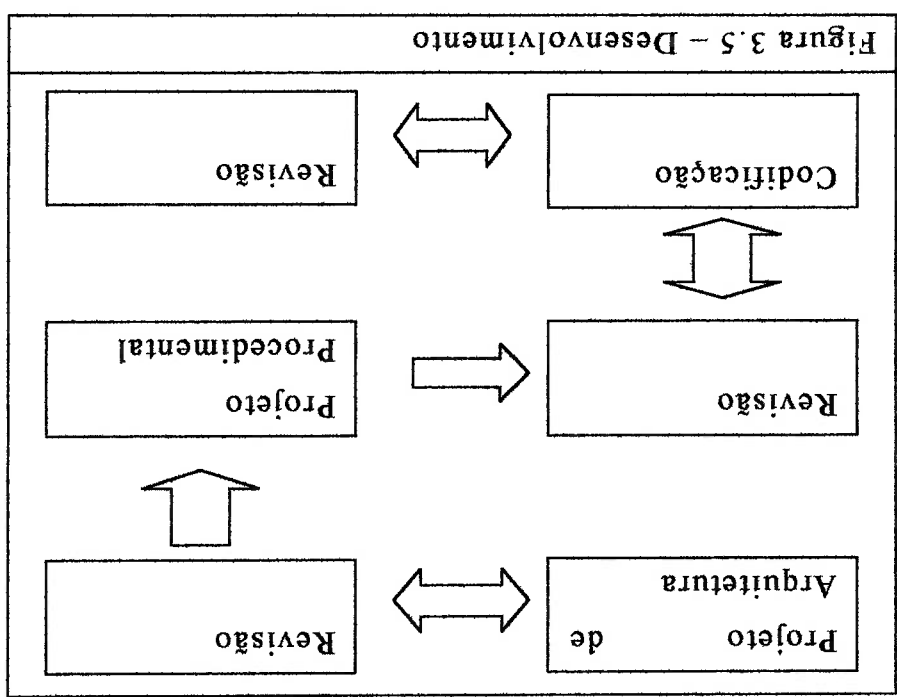 Projeto de
Arquitetura
Revisão
Revisão
Projeto
Procedimental
Codificação
Revisão
Figura 3.5 – Desenvolvimento